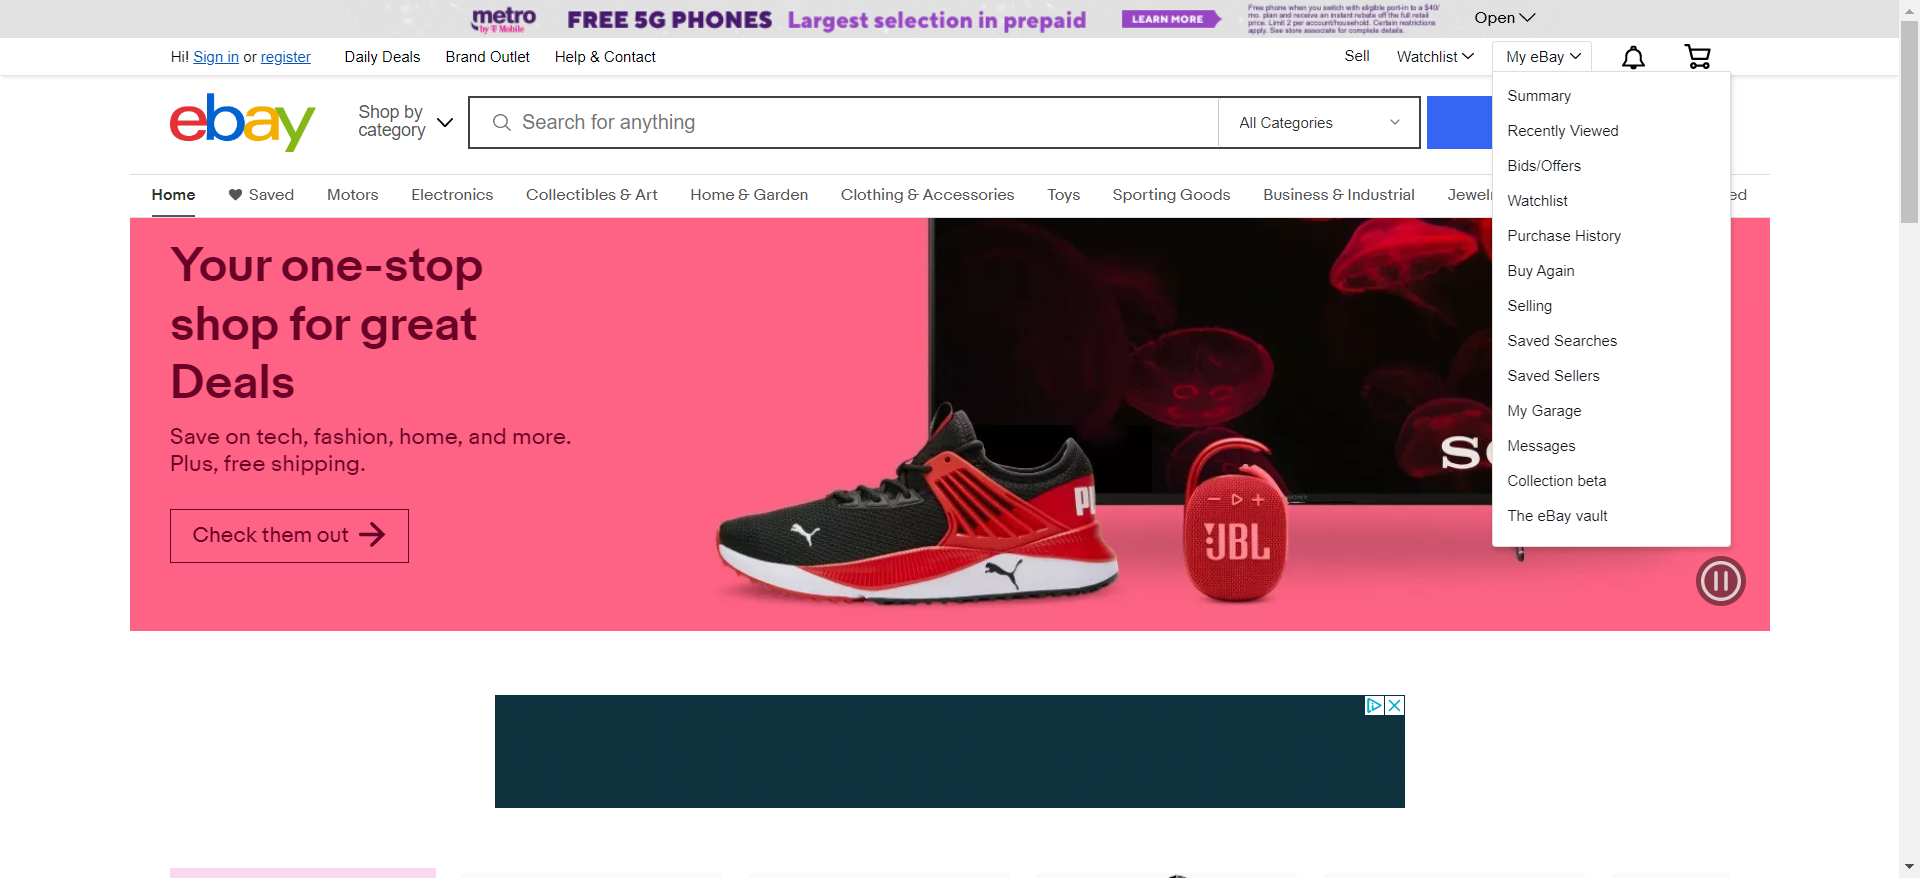 metro by T Mobile FREE 5G PHONES Largest selection in prepaid LEARN MORE
Free phone when you switch with eligible port-in to a $40/
mo. plan and receive an instant rebate off the full retail
price. Limit 2 per account/household. Certain restrictions
apply. See store associate for complete details.
Open
Hi! Sign in or register Daily Deals Brand Outlet Help & Contact Sell Watchlist My eBay
ebay
Shop by
category
Search for anything
All Categories
Home Saved Motors Electronics Collectibles & Art Home & Garden Clothing & Accessories Toys Sporting Goods Business & Industrial
Summary
Recently Viewed
Bids/Offers
Watchlist
Purchase History
Buy Again
Selling
Saved Searches
Saved Sellers
My Garage
Messages
Collection beta
The eBay vault
Your one-stop
shop for great
Deals
Save on tech, fashion, home, and more.
Plus, free shipping.
Check them out
JBL